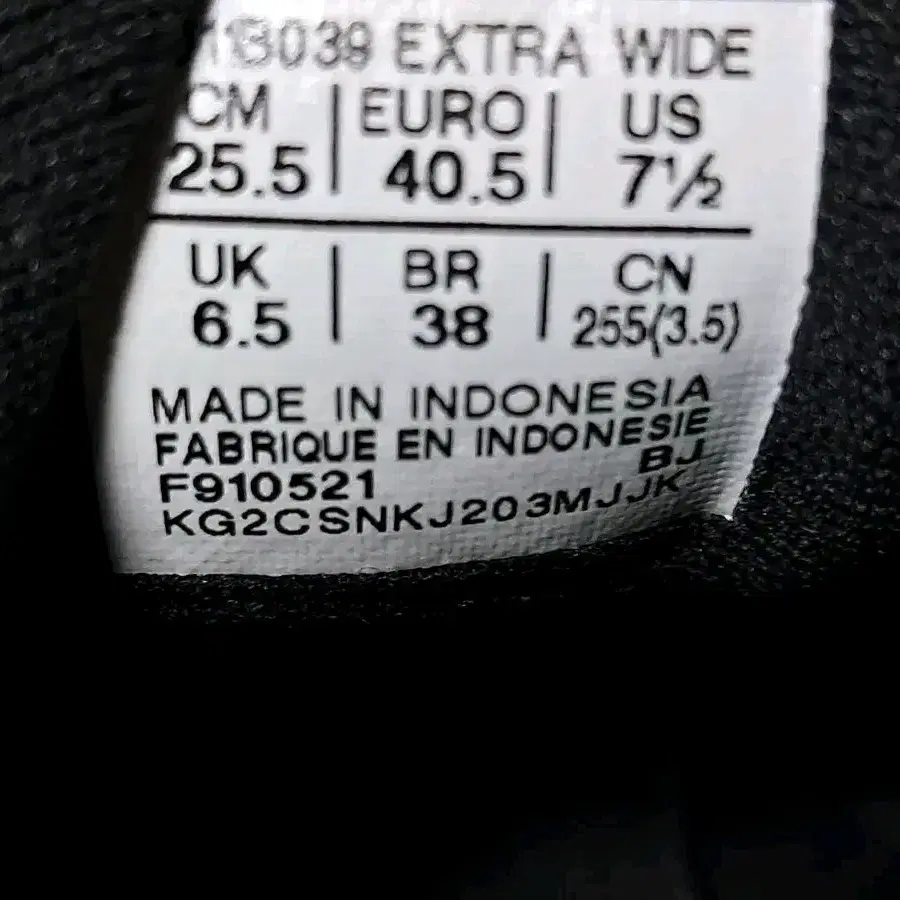 EXTRA WIDE
CM | EURO | US
25.5 | 40.5 | 7½
UK | BR | CN
6.5 | 38 | 255(3.5)
MADE IN INDONESIA
FABRIQUE EN INDONESIE
F910521 BJ
KG2CSNKJ203MJJK